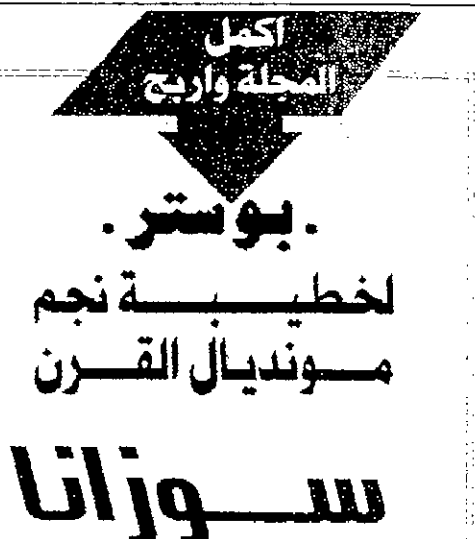 اكمل
المجلة واربح
. بوستر .
لخطيبة نجم
مونديال القرن
سوزانا